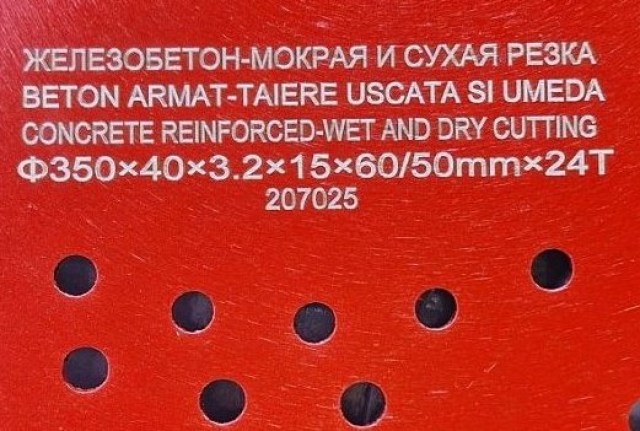 ЖЕЛЕЗОБЕТОН-МОКРАЯ И СУХАЯ РЕЗКА
BETON ARMAT-TAIERE USCATA SI UMEDA
CONCRETE REINFORCED-WET AND DRY CUTTING
Ф350×40×3.2×15×60/50mm×24T
207025